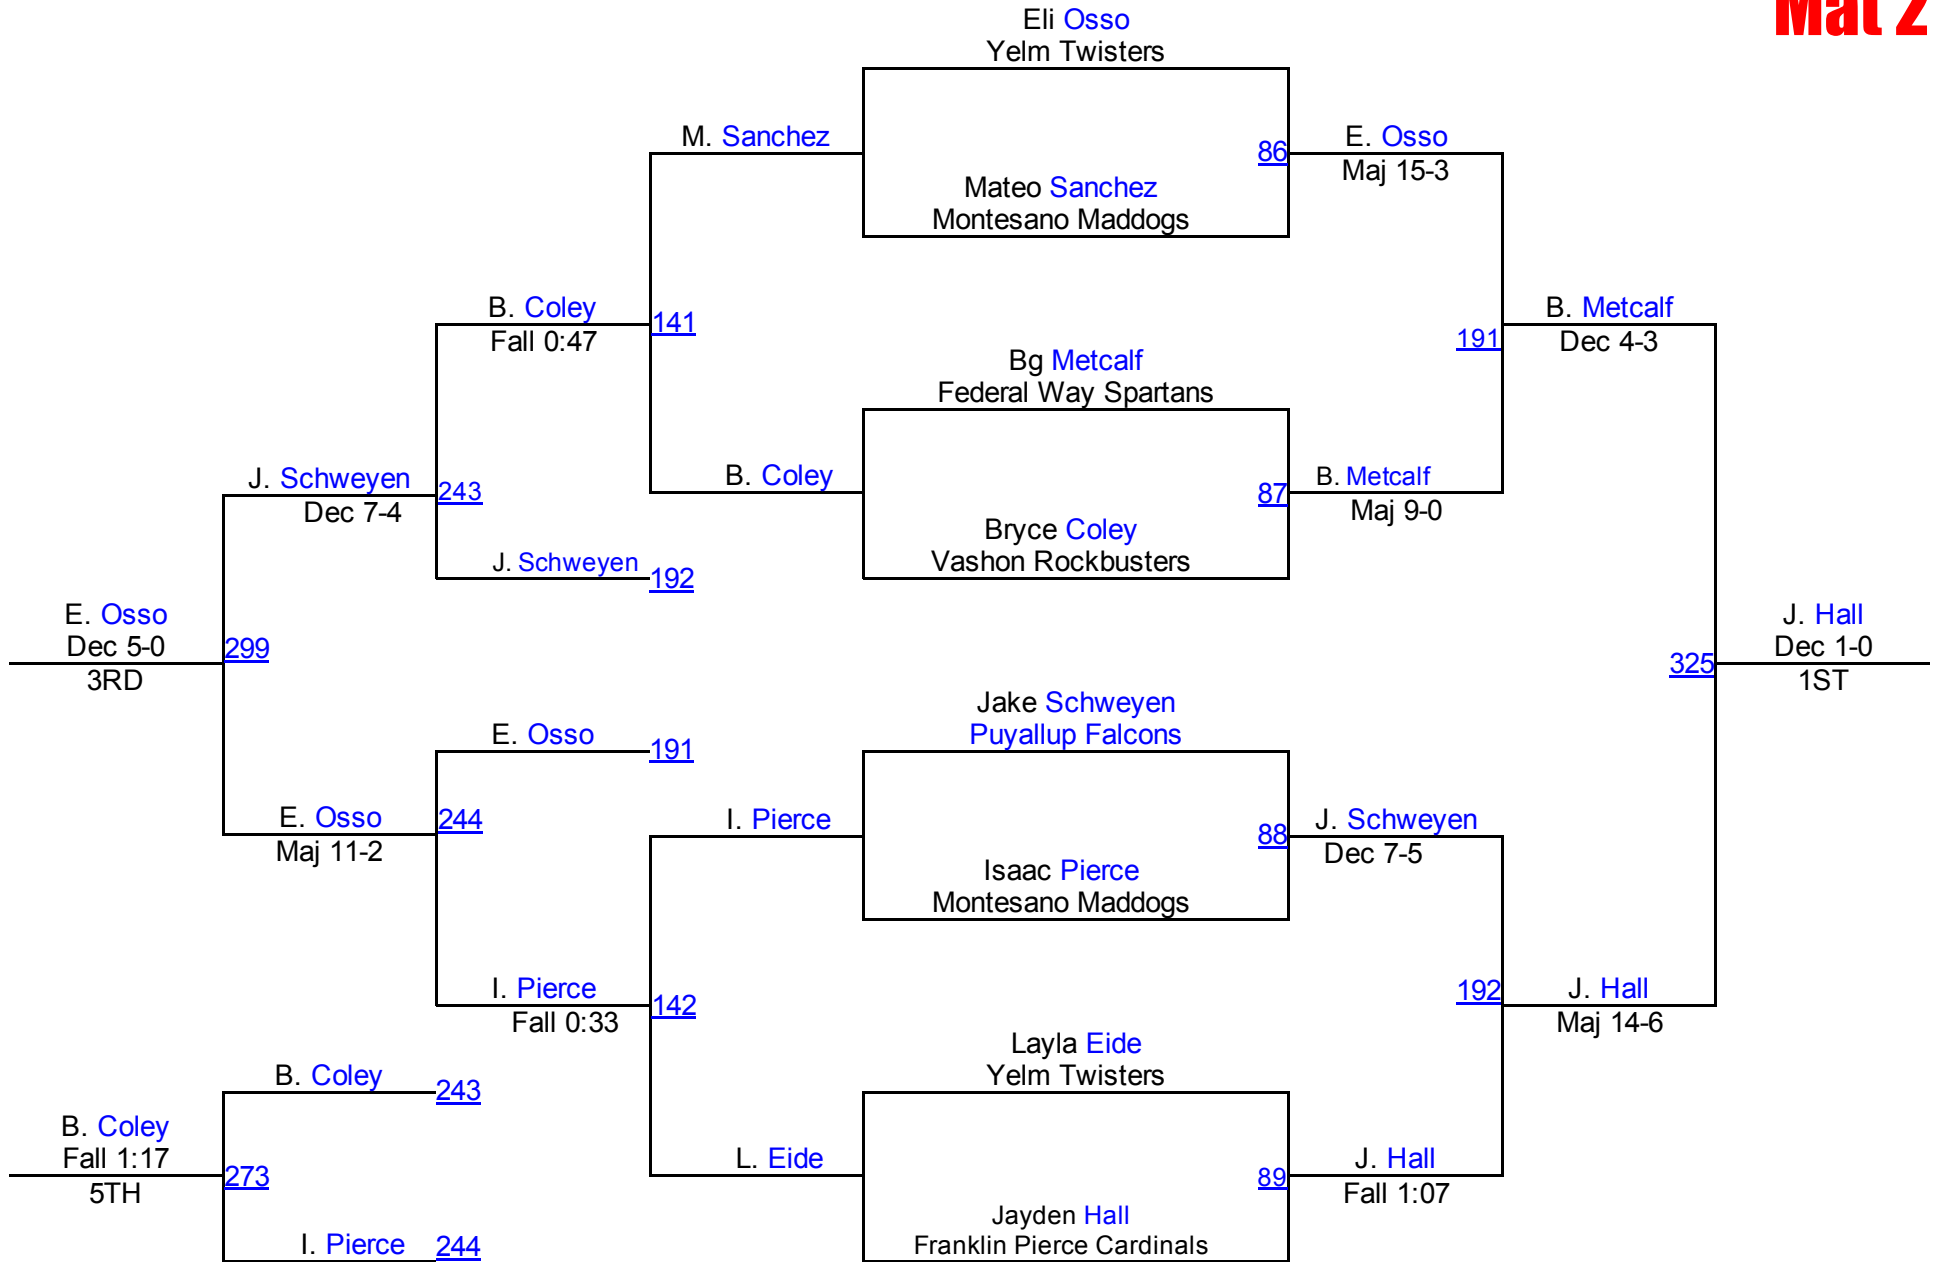 Mat 2
Eli Osso
Yelm Twisters
M. Sanchez
86
E. Osso
Maj 15-3
Mateo Sanchez
Montesano Maddogs
B. Coley
Fall 0:47
141
B. Metcalf
Dec 4-3
191
Bg Metcalf
Federal Way Spartans
J. Schweyen
Dec 7-4
243
B. Coley
87
B. Metcalf
Maj 9-0
Bryce Coley
Vashon Rockbusters
J. Schweyen
192
E. Osso
Dec 5-0
3RD
299
J. Hall
Dec 1-0
1ST
325
Jake Schweyen
Puyallup Falcons
E. Osso
191
E. Osso
Maj 11-2
244
I. Pierce
88
J. Schweyen
Dec 7-5
Isaac Pierce
Montesano Maddogs
I. Pierce
Fall 0:33
142
192
J. Hall
Maj 14-6
Layla Eide
Yelm Twisters
B. Coley
243
B. Coley
Fall 1:17
5TH
273
L. Eide
89
J. Hall
Fall 1:07
Jayden Hall
Franklin Pierce Cardinals
I. Pierce
244